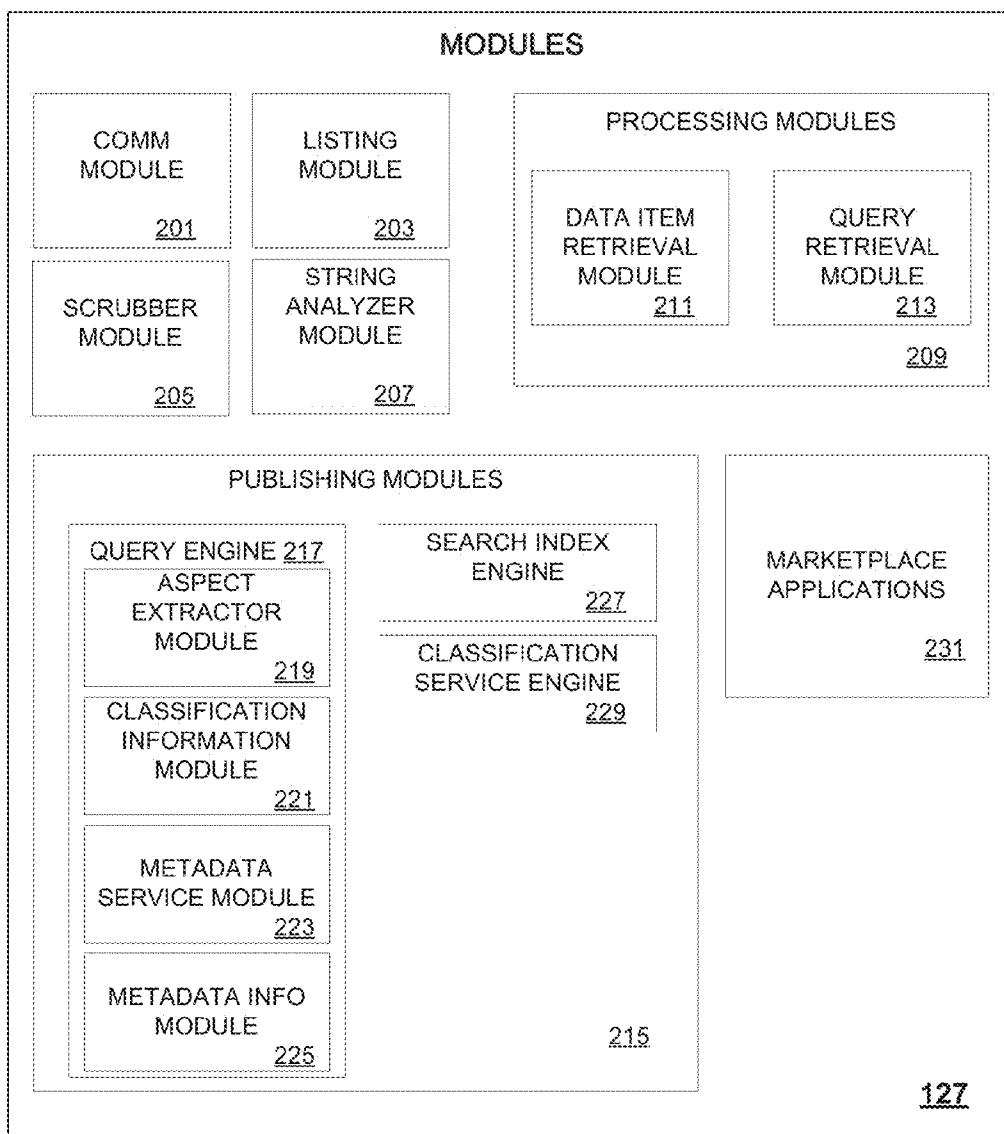 MODULES
COMM
MODULE
201
LISTING
MODULE
203
SCRUBBER
MODULE
205
STRING
ANALYZER
MODULE
207
PROCESSING MODULES
DATA ITEM
RETRIEVAL
MODULE
211
QUERY
RETRIEVAL
MODULE
213
209
PUBLISHING MODULES
QUERY ENGINE 217
ASPECT
EXTRACTOR
MODULE
219
CLASSIFICATION
INFORMATION
MODULE
221
METADATA
SERVICE MODULE
223
METADATA INFO
MODULE
225
SEARCH INDEX
ENGINE
227
CLASSIFICATION
SERVICE ENGINE
229
215
MARKETPLACE
APPLICATIONS
231
127